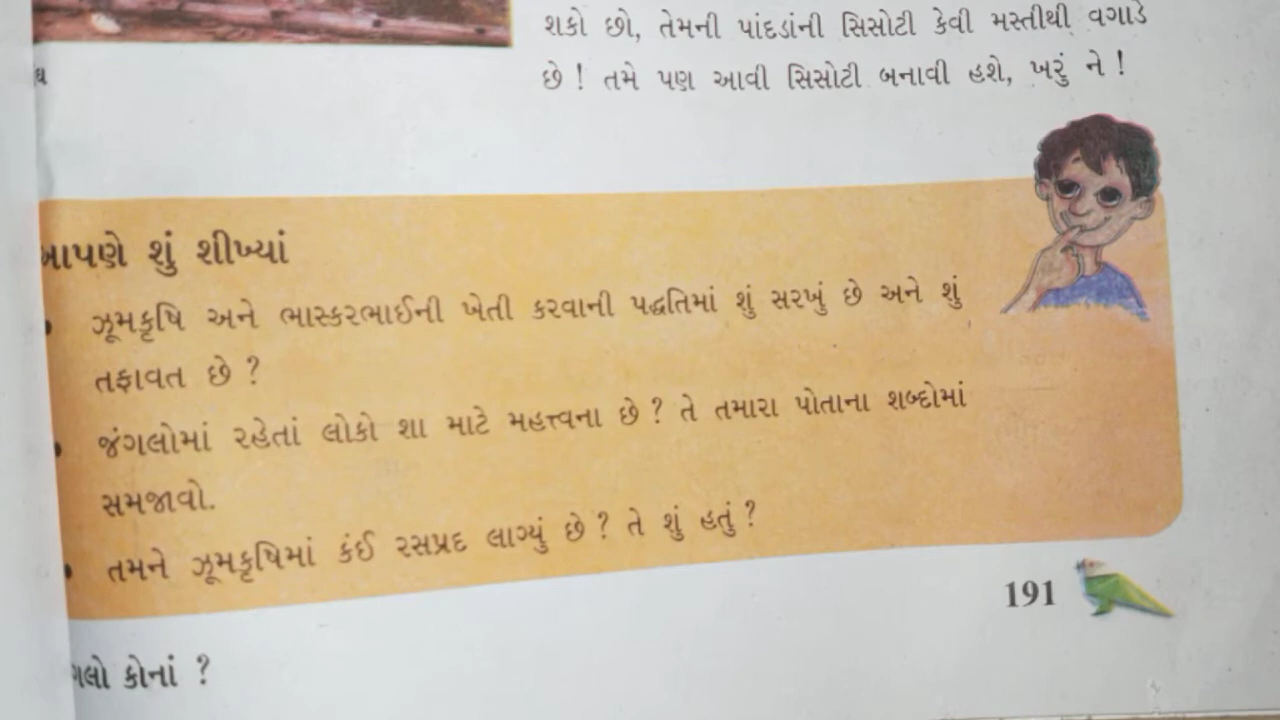 શકો છો, તેમની પાંદડાંની સિસોટી કેવી મસ્તીથી વગાડે
છે ! તમે પણ આવી સિસોટી બનાવી હશે, ખરું ને !
આપણે શું શીખ્યાં
• ઝૂમકૃષિ અને ભાસ્કરભાઈની ખેતી કરવાની પદ્ધતિમાં શું સરખું છે અને શું
તફાવત છે ?
• જંગલોમાં રહેતાં લોકો શા માટે મહત્ત્વના છે ? તે તમારા પોતાના શબ્દોમાં
સમજાવો.
• તમને ઝૂમકૃષિમાં કંઈ રસપ્રદ લાગ્યું છે ? તે શું હતું ?
191
કોનાં ?